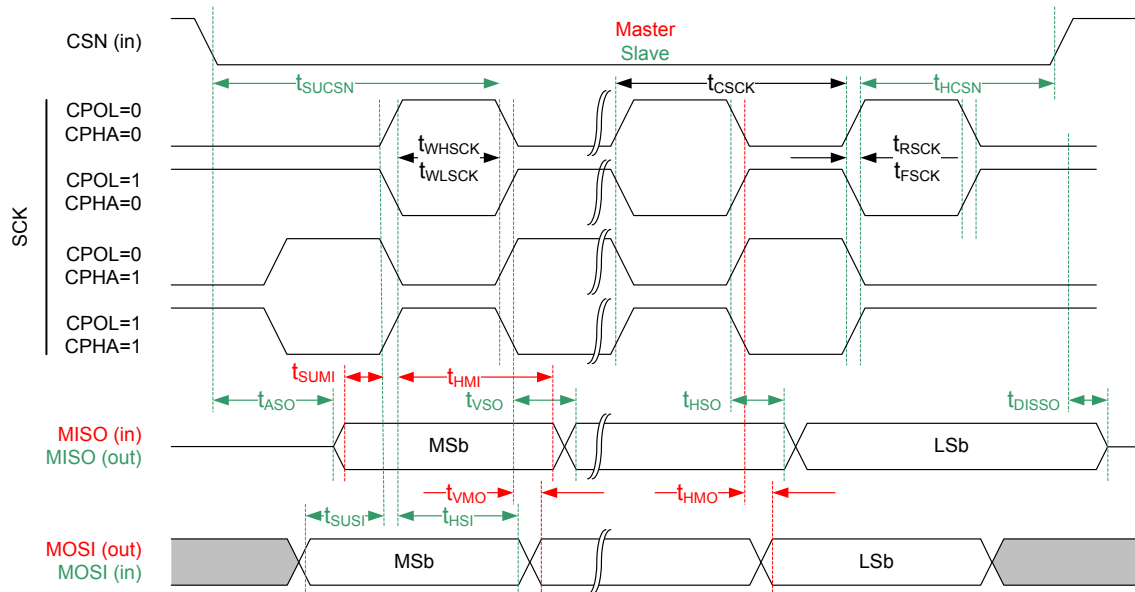 CSN (in)
Master
Slave
tSUCSN
tCSCK
tHCSN
CPOL=0
CPHA=0
tWHSCK
tWLSCK
tRSCK
tFSCK
CPOL=1
CPHA=0
SCK
CPOL=0
CPHA=1
CPOL=1
CPHA=1
tSUMI
tHMI
tASO
tVSO
tHSO
tDISSO
MISO (in)
MISO (out)
MSb
LSb
tVMO
tHMO
tSUSI
tHSI
MOSI (out)
MOSI (in)
MSb
LSb